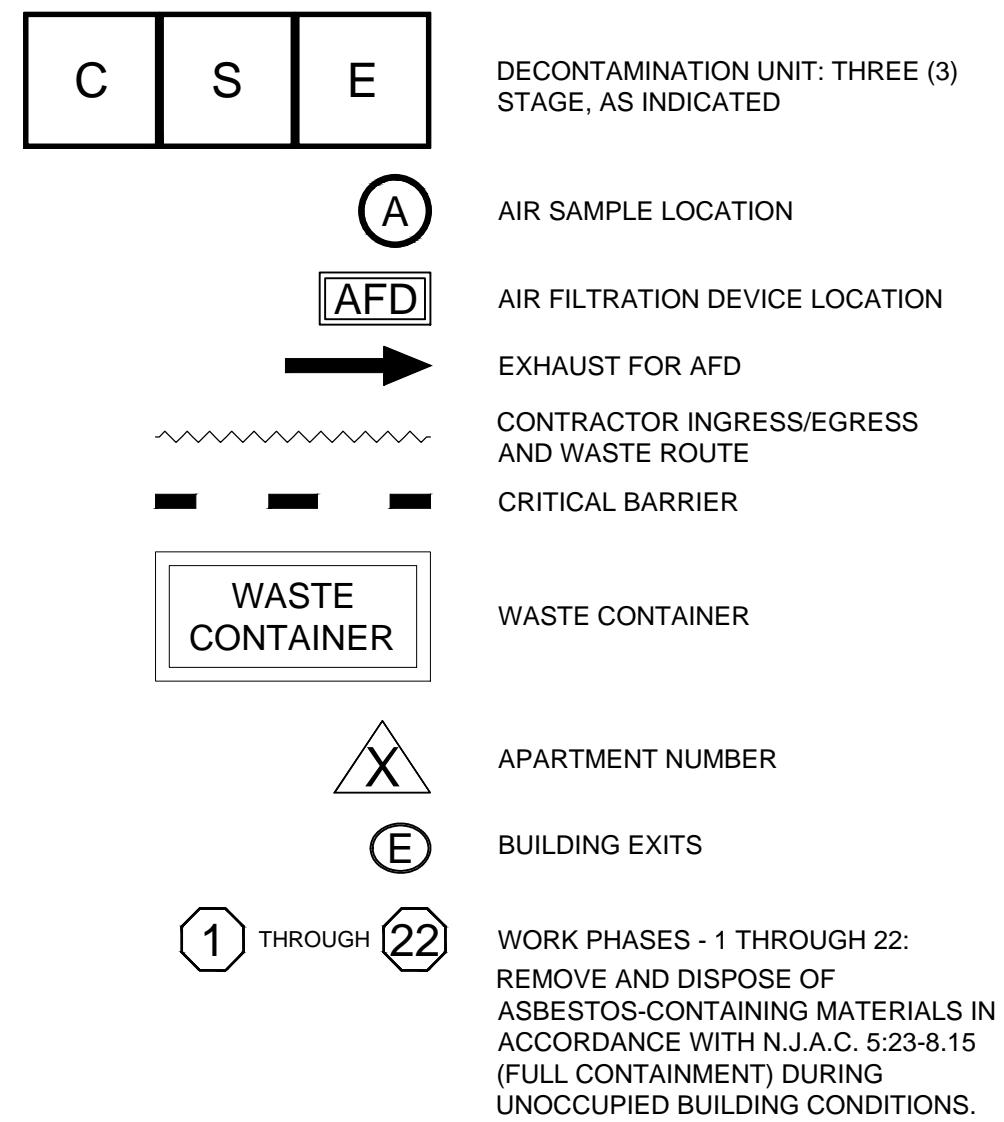 C S E
DECONTAMINATION UNIT: THREE (3)
STAGE, AS INDICATED
A
AIR SAMPLE LOCATION
AFD
AIR FILTRATION DEVICE LOCATION
EXHAUST FOR AFD
CONTRACTOR INGRESS/EGRESS
AND WASTE ROUTE
CRITICAL BARRIER
WASTE
CONTAINER
WASTE CONTAINER
X
APARTMENT NUMBER
E
BUILDING EXITS
1 THROUGH 22
WORK PHASES - 1 THROUGH 22:
REMOVE AND DISPOSE OF
ASBESTOS-CONTAINING MATERIALS IN
ACCORDANCE WITH N.J.A.C. 5:23-8.15
(FULL CONTAINMENT) DURING
UNOCCUPIED BUILDING CONDITIONS.